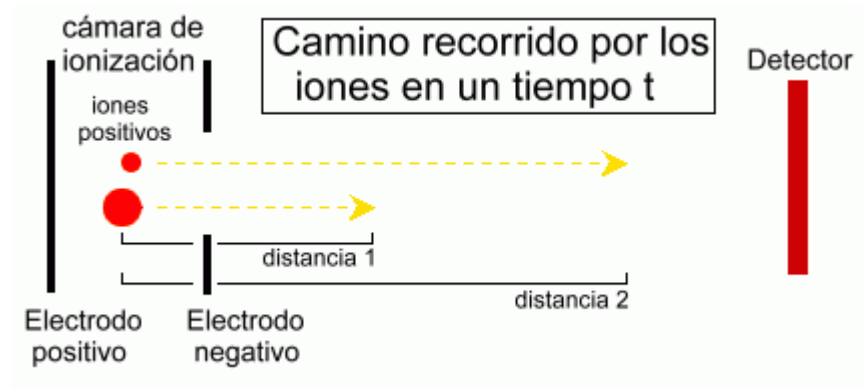 cámara de
ionización
iones
positivos
Camino recorrido por los
iones en un tiempo t
Detector
distancia 1
distancia 2
Electrodo
positivo
Electrodo
negativo